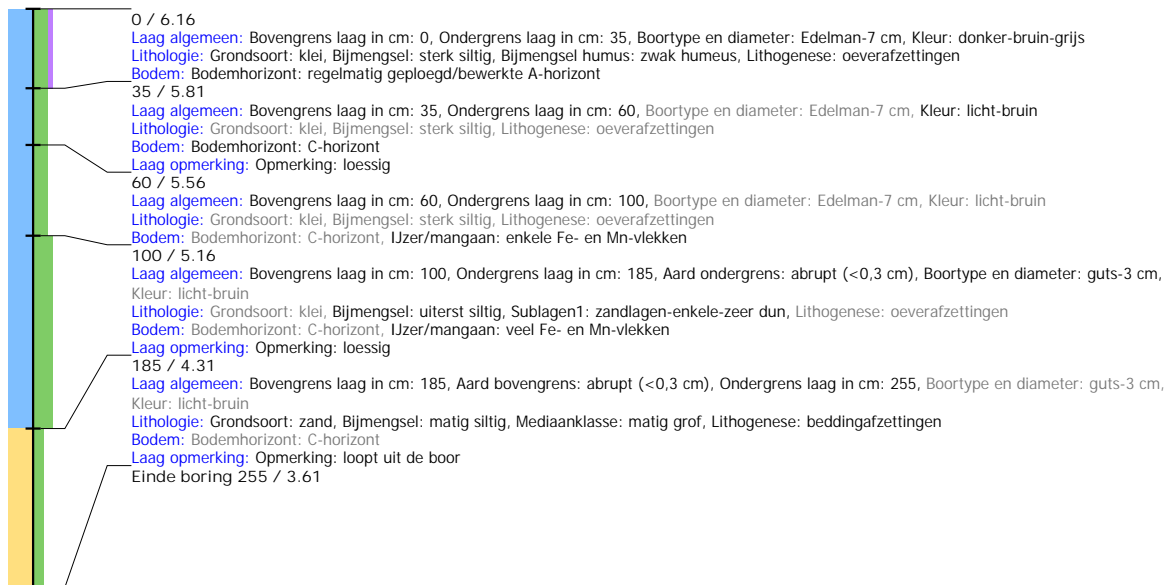 0 / 6.16
Laag algemeen: Bovengrens laag in cm: 0, Ondergrens laag in cm: 35, Boortype en diameter: Edelman-7 cm, Kleur: donker-bruin-grijs
Lithologie: Grondsoort: klei, Bijmengsel: sterk siltig, Bijmengsel humus: zwak humeus, Lithogenese: oeverafzettingen
Bodem: Bodemhorizont: regelmatig geploegd/bewerkte A-horizont
35 / 5.81
Laag algemeen: Bovengrens laag in cm: 35, Ondergrens laag in cm: 60, Boortype en diameter: Edelman-7 cm, Kleur: licht-bruin
Lithologie: Grondsoort: klei, Bijmengsel: sterk siltig, Lithogenese: oeverafzettingen
Bodem: Bodemhorizont: C-horizont
Laag opmerking: Opmerking: loessig
60 / 5.56
Laag algemeen: Bovengrens laag in cm: 60, Ondergrens laag in cm: 100, Boortype en diameter: Edelman-7 cm, Kleur: licht-bruin
Lithologie: Grondsoort: klei, Bijmengsel: sterk siltig, Lithogenese: oeverafzettingen
Bodem: Bodemhorizont: C-horizont, IJzer/mangaan: enkele Fe- en Mn-vlekken
100 / 5.16
Laag algemeen: Bovengrens laag in cm: 100, Ondergrens laag in cm: 185, Aard ondergrens: abrupt (<0,3 cm), Boortype en diameter: guts-3 cm,
Kleur: licht-bruin
Lithologie: Grondsoort: klei, Bijmengsel: uiterst siltig, Sublagen1: zandlagen-enkele-zeer dun, Lithogenese: oeverafzettingen
Bodem: Bodemhorizont: C-horizont, IJzer/mangaan: veel Fe- en Mn-vlekken
Laag opmerking: Opmerking: loessig
185 / 4.31
Laag algemeen: Bovengrens laag in cm: 185, Aard bovengrens: abrupt (<0,3 cm), Ondergrens laag in cm: 255, Boortype en diameter: guts-3 cm,
Kleur: licht-bruin
Lithologie: Grondsoort: zand, Bijmengsel: matig siltig, Mediaanklasse: matig grof, Lithogenese: beddingafzettingen
Bodem: Bodemhorizont: C-horizont
Laag opmerking: Opmerking: loopt uit de boor
Einde boring 255 / 3.61